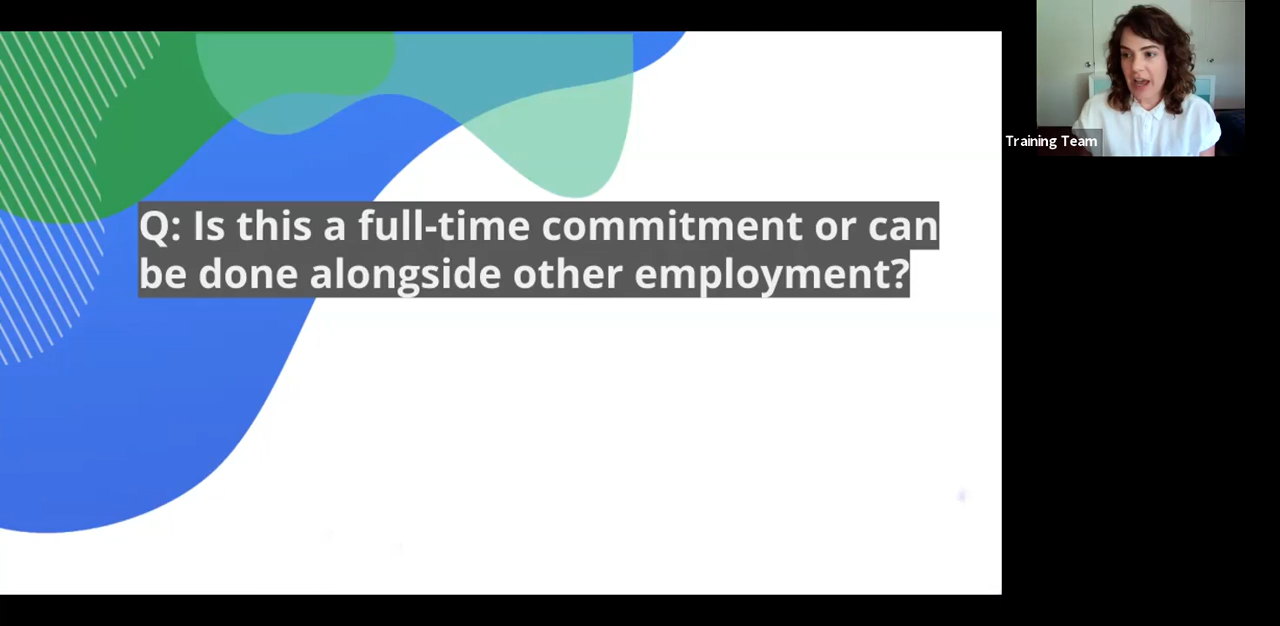 Training Team
Q: Is this a full-time commitment or can
be done alongside other employment?